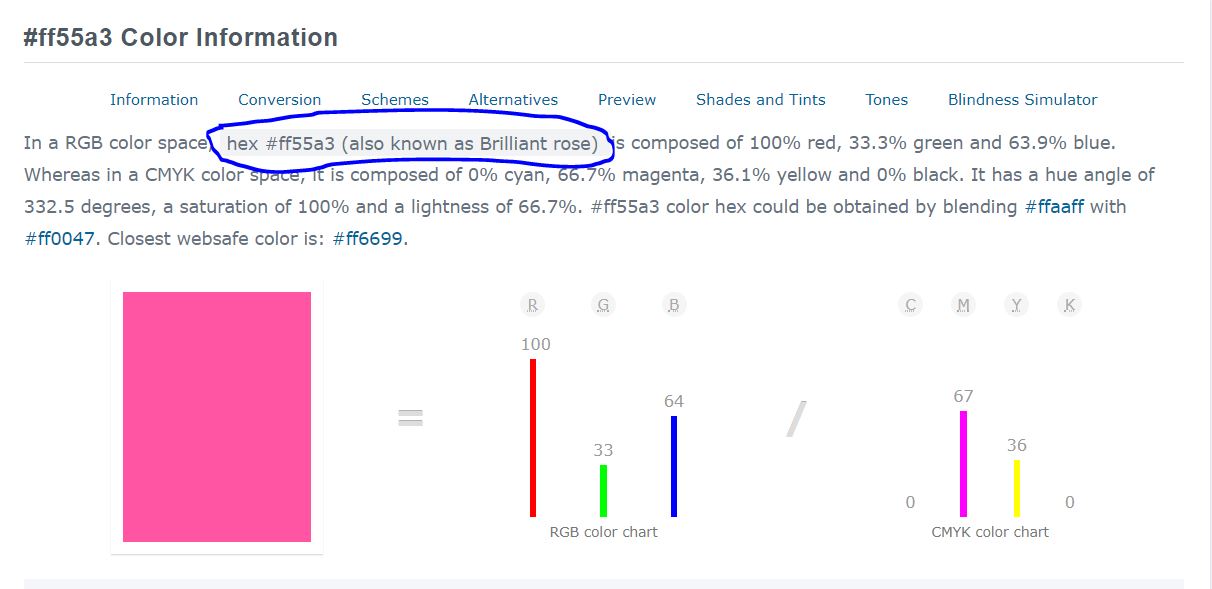 #ff55a3 Color Information
Information Conversion Schemes Alternatives Preview Shades and Tints Tones Blindness Simulator
In a RGB color space, hex #ff55a3 (also known as Brilliant rose) is composed of 100% red, 33.3% green and 63.9% blue.
Whereas in a CMYK color space, it is composed of 0% cyan, 66.7% magenta, 36.1% yellow and 0% black. It has a hue angle of
332.5 degrees, a saturation of 100% and a lightness of 66.7%. #ff55a3 color hex could be obtained by blending #ffaaff with
#ff0047. Closest websafe color is: #ff6699.
R G B C M Y K
100
67
64
33
36
0 0
= /
RGB color chart CMYK color chart